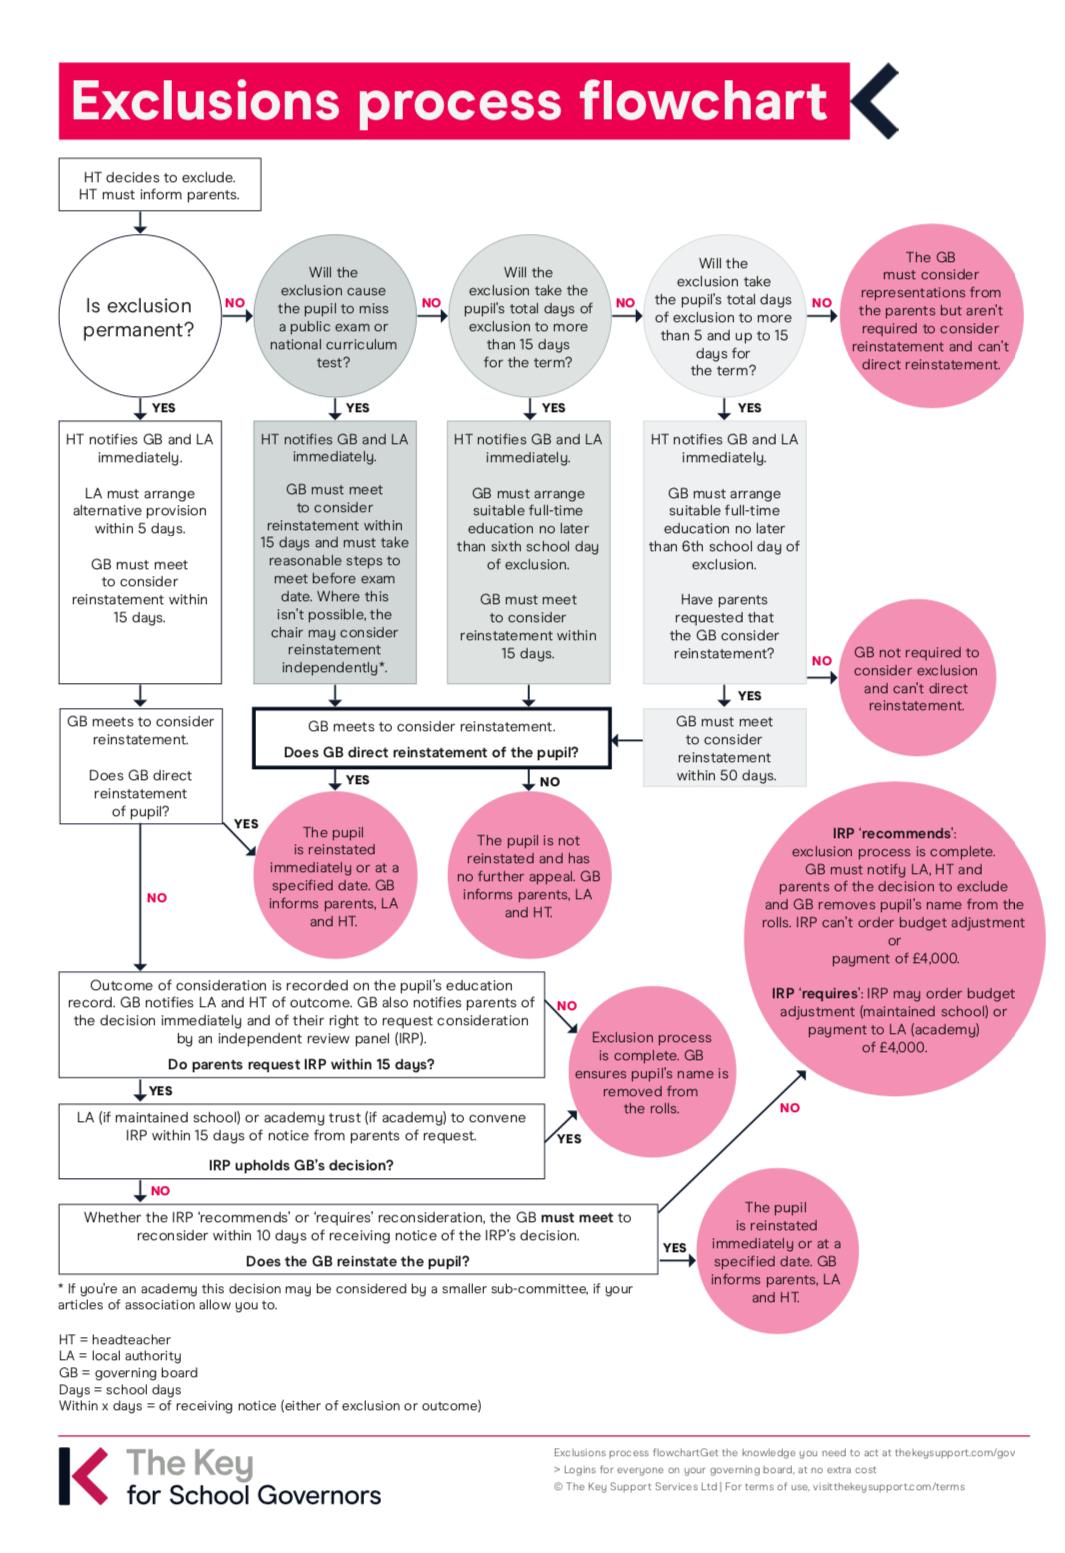 Exclusions process flowchart
HT decides to exclude.
HT must inform parents.
Is exclusion
permanent?
NO
Will the
exclusion cause
the pupil to miss
a public exam or
national curriculum
test?
NO
Will the
exclusion take the
pupil's total days of
exclusion to more
than 15 days
for the term?
NO
Will the
exclusion take
the pupil's total days
of exclusion to more
than 5 and up to 15
days for
the term?
NO
The GB
must consider
representations from
the parents but aren't
required to consider
reinstatement and can't
direct reinstatement.
YES
YES
YES
YES
HT notifies GB and LA
immediately.
LA must arrange
alternative provision
within 5 days.
GB must meet
to consider
reinstatement within
15 days.
HT notifies GB and LA
immediately.
GB must meet
to consider
reinstatement within
15 days and must take
reasonable steps to
meet before exam
date. Where this
isn't possible, the
chair may consider
reinstatement
independently*.
HT notifies GB and LA
immediately.
GB must arrange
suitable full-time
education no later
than sixth school day
of exclusion.
GB must meet
to consider
reinstatement within
15 days.
HT notifies GB and LA
immediately.
GB must arrange
suitable full-time
education no later
than 6th school day of
exclusion.
Have parents
requested that
the GB consider
reinstatement?
NO
GB not required to
consider exclusion
and can't direct
reinstatement.
YES
GB meets to consider
reinstatement.
Does GB direct
reinstatement
of pupil?
GB meets to consider reinstatement.
Does GB direct reinstatement of the pupil?
GB must meet
to consider
reinstatement
within 50 days.
YES
YES
NO
The pupil
is reinstated
immediately or at a
specified date. GB
informs parents, LA
and HT.
The pupil is not
reinstated and has
no further appeal. GB
informs parents, LA
and HT.
IRP 'recommends':
exclusion process is complete.
GB must notify LA, HT and
parents of the decision to exclude
and GB removes pupil's name from the
rolls. IRP can't order budget adjustment
or
payment of £4,000.
IRP 'requires': IRP may order budget
adjustment (maintained school) or
payment to LA (academy)
of £4,000.
NO
Outcome of consideration is recorded on the pupil's education
record. GB notifies LA and HT of outcome. GB also notifies parents of
the decision immediately and of their right to request consideration
by an independent review panel (IRP).
Do parents request IRP within 15 days?
NO
Exclusion process
is complete. GB
ensures pupil's name is
removed from
the rolls.
YES
LA (if maintained school) or academy trust (if academy) to convene
IRP within 15 days of notice from parents of request.
IRP upholds GB's decision?
YES
NO
NO
Whether the IRP 'recommends' or 'requires' reconsideration, the GB must meet to
reconsider within 10 days of receiving notice of the IRP's decision.
Does the GB reinstate the pupil?
YES
The pupil
is reinstated
immediately or at a
specified date. GB
informs parents, LA
and HT.
* If you're an academy this decision may be considered by a smaller sub-committee, if your
articles of association allow you to.
HT = headteacher
LA = local authority
GB = governing board
Days = school days
Within x days = of receiving notice (either of exclusion or outcome)
The Key
for School Governors
Exclusions process flowchartGet the knowledge you need to act at thekeysupport.com/gov
> Logins for everyone on your governing board, at no extra cost
© The Key Support Services Ltd | For terms of use, visitthekeysupport.com/terms